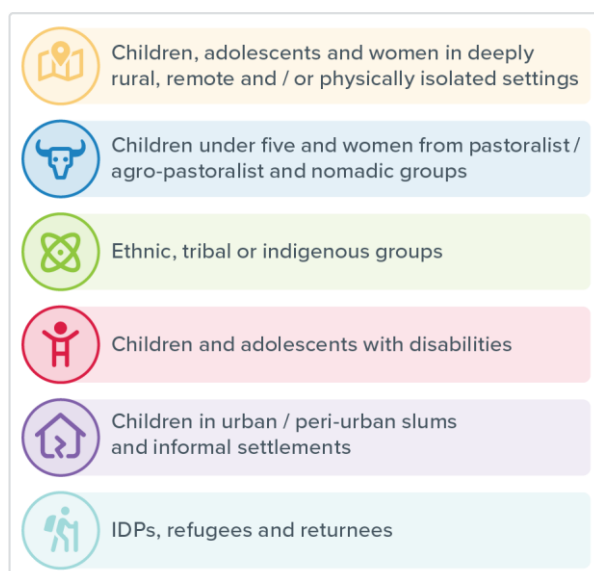 Children, adolescents and women in deeply
rural, remote and / or physically isolated settings
Children under five and women from pastoralist /
agro-pastoralist and nomadic groups
Ethnic, tribal or indigenous groups
Children and adolescents with disabilities
Children in urban / peri-urban slums
and informal settlements
IDPs, refugees and returnees